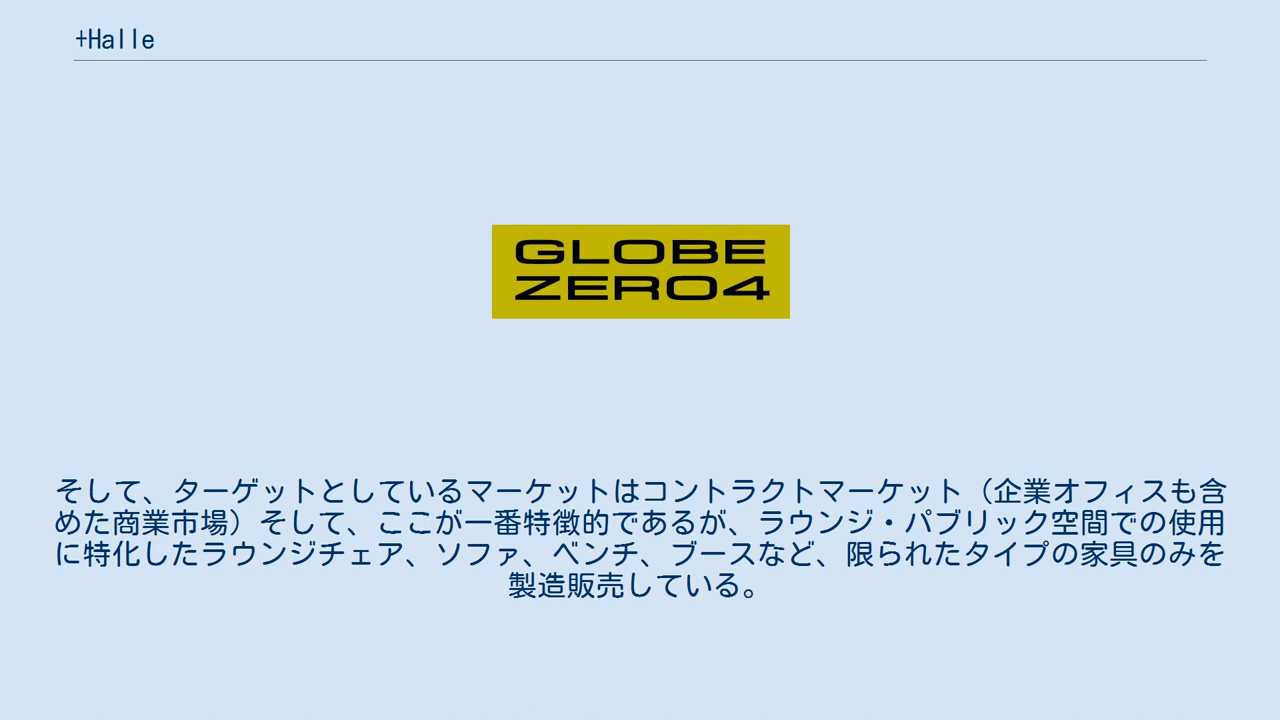 +Halle
GLOBE
ZERO4
そして、ターゲットとしているマーケットはコントラクトマーケット（企業オフィスも含
めた商業市場）そして、ここが一番特徴的であるが、ラウンジ・パブリック空間での使用
に特化したラウンジチェア、ソファ、ベンチ、ブースなど、限られたタイプの家具のみを
製造販売している。